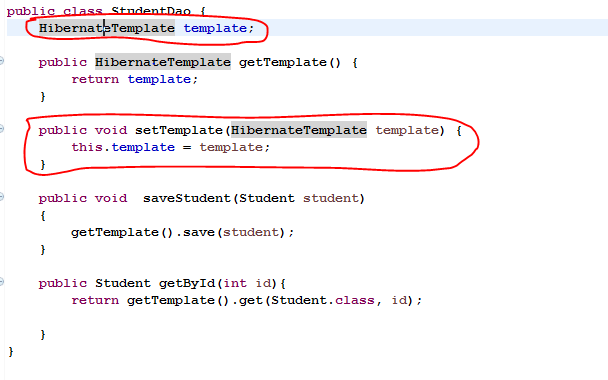 public class StudentDao {
HibernateTemplate template;
public HibernateTemplate getTemplate() {
return template;
}
public void setTemplate(HibernateTemplate template) {
this.template = template;
}
public void  saveStudent(Student student)
{
getTemplate().save(student);
}
public Student getById(int id){
return getTemplate().get(Student.class, id);
}
}